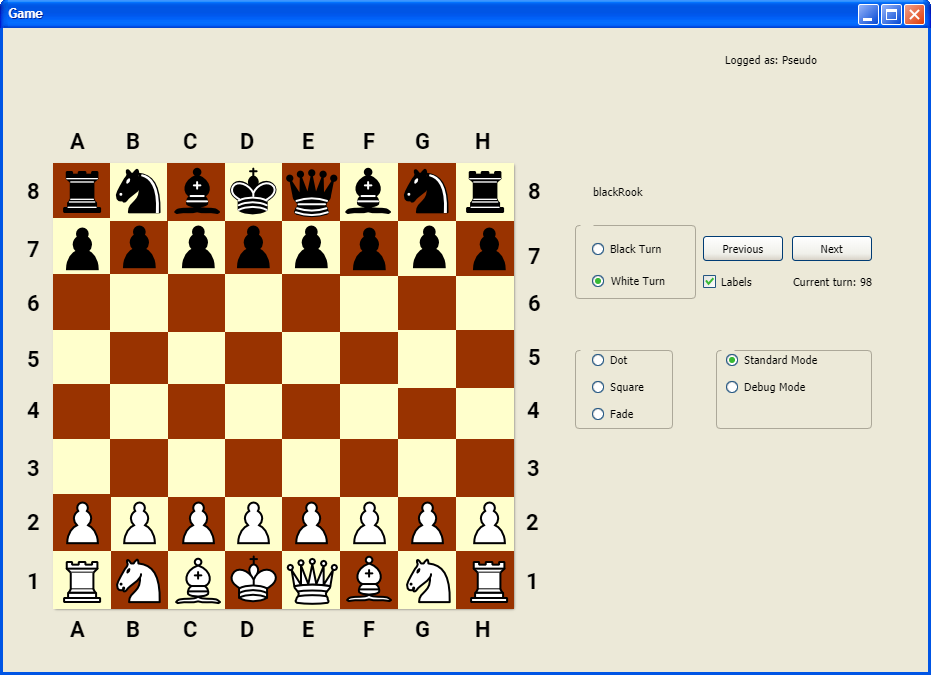 Game
Logged as: Pseudo
A B C D E F G H
8 8
blackRook
7 7
Black Turn
Previous Next
White Turn
Labels
Current turn: 98
6 6
5 5
Dot
Standard Mode
Square
Debug Mode
4 4
Fade
3 3
2 2
1 1
A B C D E F G H